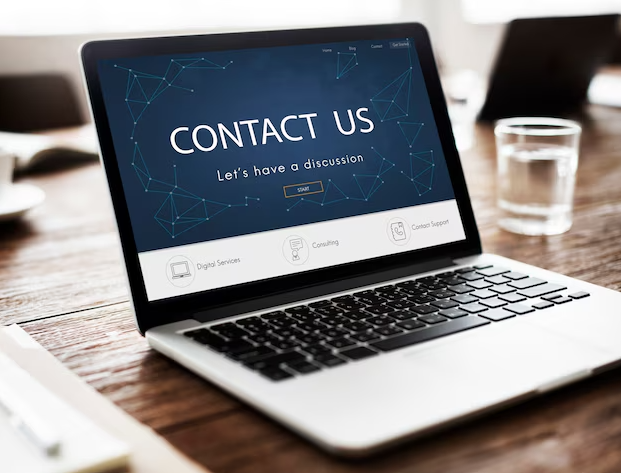 Home Blog Contact Get Started
CONTACT US
Let's have a discussion
START
Digital Services Consulting Contact Support